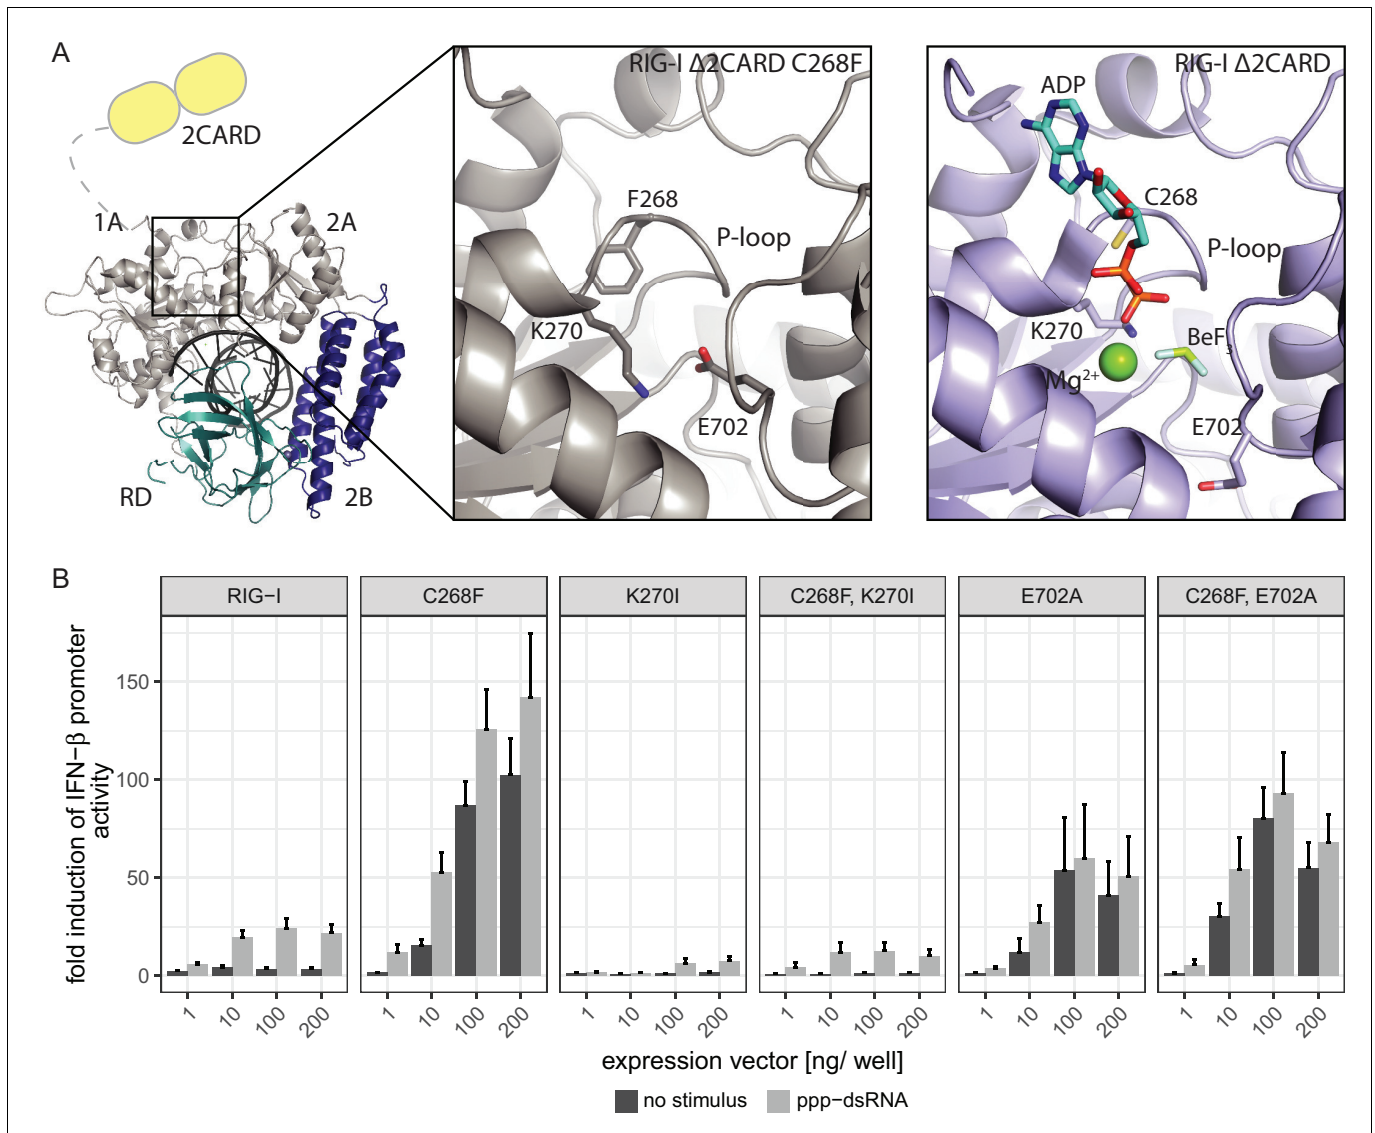 A
2CARD
1A
2A
RD
2B
RIG-I Δ2CARD C268F
F268
P-loop
K270
E702
RIG-I Δ2CARD
ADP
C268
P-loop
K270
BeF3
Mg2+
E702
B
RIG−I
C268F
K270I
C268F, K270I
E702A
C268F, E702A
fold induction of IFN−β promoter
activity
150
100
50
0
1 10 100 200 1 10 100 200 1 10 100 200 1 10 100 200 1 10 100 200 1 10 100 200
expression vector [ng/ well]
no stimulus ppp−dsRNA